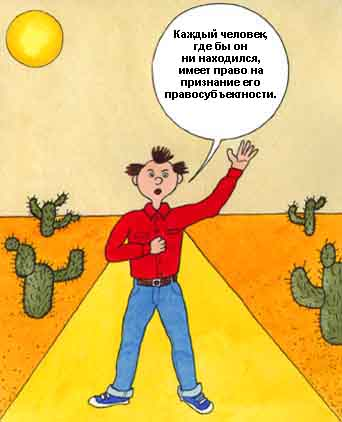 Каждый человек,
где бы он
ни находился,
имеет право на
признание его
правосубъектности.